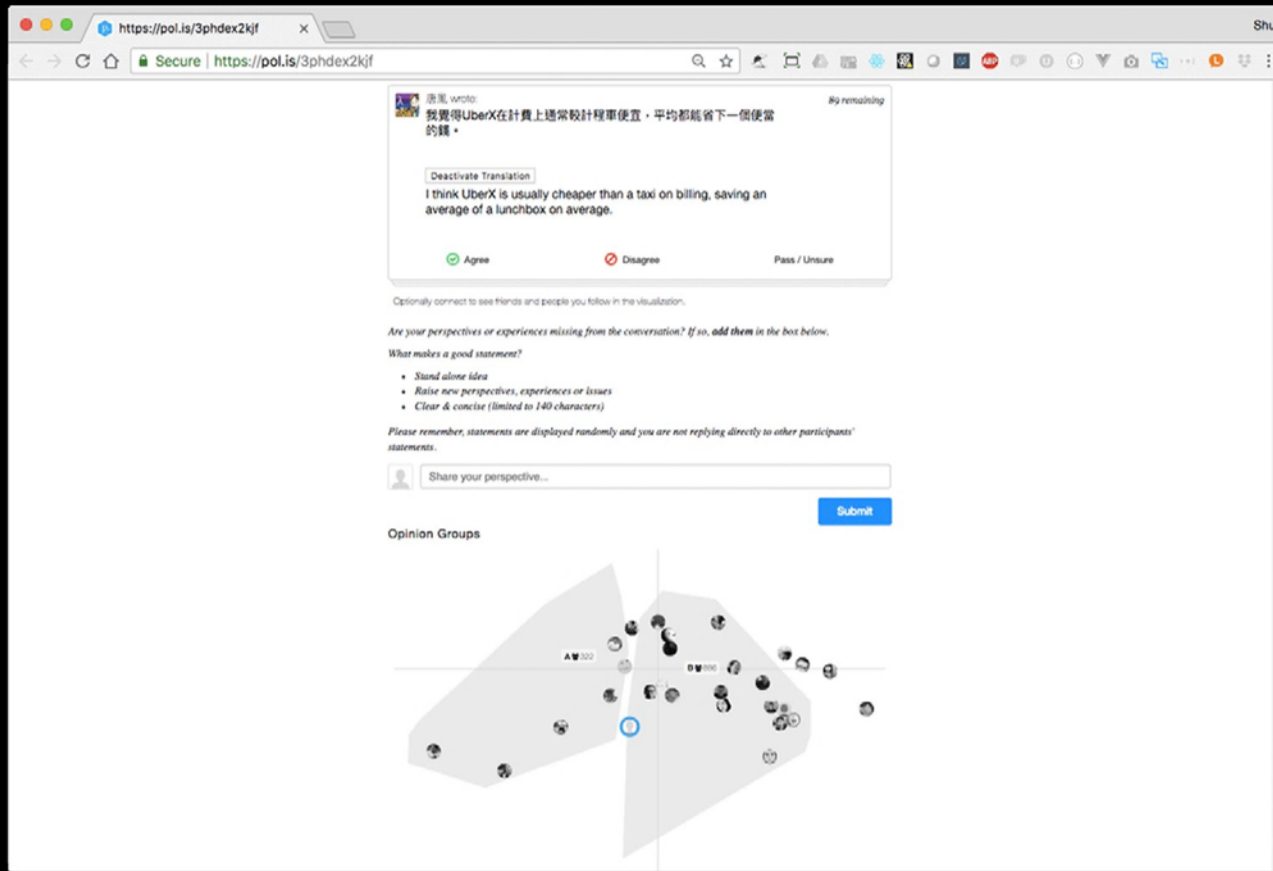 https://pol.is/3phdex2kjf
Shu
Secure | https://pol.is/3phdex2kjf
ABP
唐鳳 wrote:
89 remaining
我覺得UberX在計費上通常較計程車便宜，平均都能省下一個便當
的錢。
Deactivate Translation
I think UberX is usually cheaper than a taxi on billing, saving an
average of a lunchbox on average.
Agree
Disagree
Pass / Unsure
Optionally connect to see friends and people you follow in the visualization.
Are your perspectives or experiences missing from the conversation? If so, add them in the box below.
What makes a good statement?
• Stand alone idea
• Raise new perspectives, experiences or issues
• Clear & concise (limited to 140 characters)
Please remember, statements are displayed randomly and you are not replying directly to other participants'
statements.
Share your perspective...
Submit
Opinion Groups
A
B